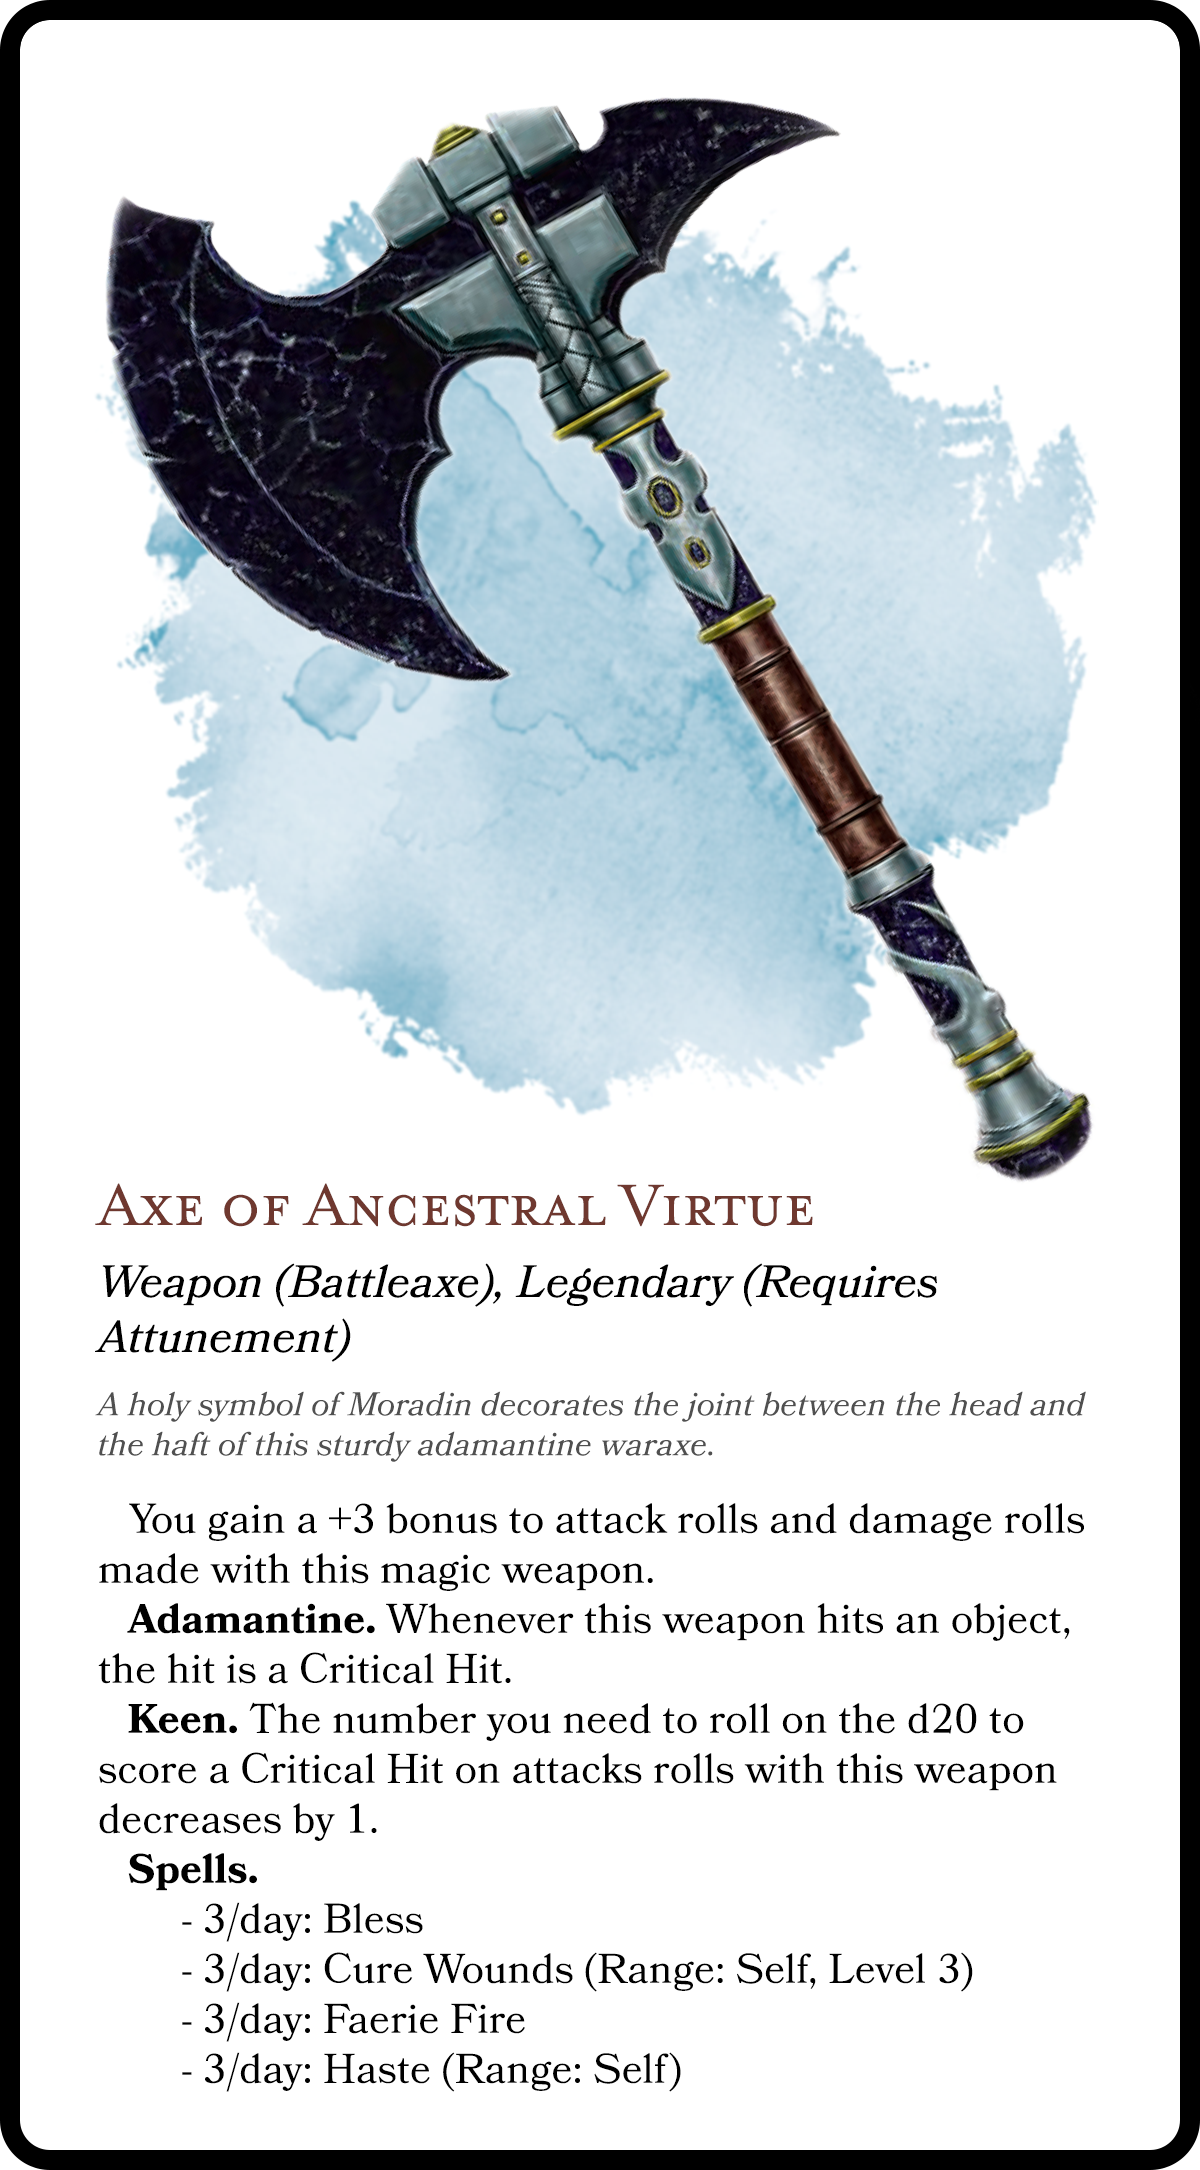 Axe of Ancestral Virtue
Weapon (Battleaxe), Legendary (Requires
Attunement)
A holy symbol of Moradin decorates the joint between the head and
the haft of this sturdy adamantine waraxe.
You gain a +3 bonus to attack rolls and damage rolls
made with this magic weapon.
Adamantine. Whenever this weapon hits an object,
the hit is a Critical Hit.
Keen. The number you need to roll on the d20 to
score a Critical Hit on attacks rolls with this weapon
decreases by 1.
Spells.
- 3/day: Bless
- 3/day: Cure Wounds (Range: Self, Level 3)
- 3/day: Faerie Fire
- 3/day: Haste (Range: Self)